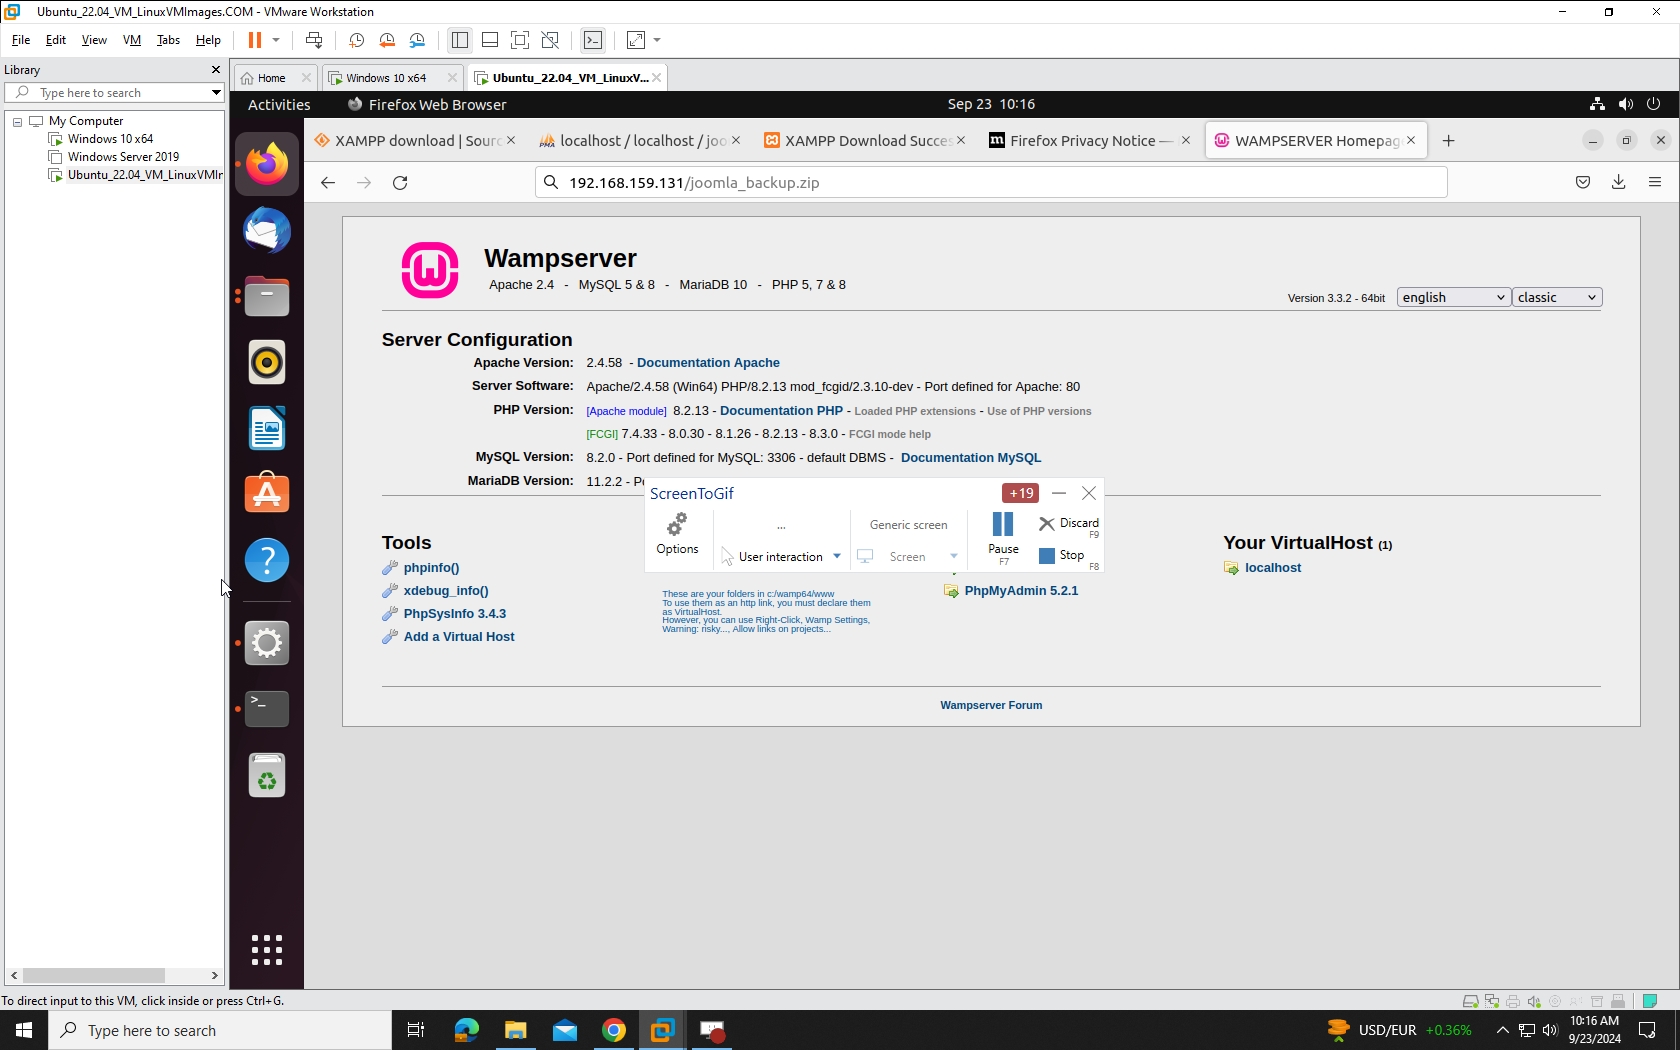 Ubuntu_22.04_VM_LinuxVMImages.COM - VMware Workstation
File Edit View VM Tabs Help
Library
Type here to search
My Computer
Windows 10 x64
Windows Server 2019
Ubuntu_22.04_VM_LinuxVMIr
Home
Windows 10 x64
Ubuntu_22.04_VM_LinuxV...
Activities
Firefox Web Browser
Sep 23 10:16
XAMPP download | Sourc
localhost / localhost / joo
XAMPP Download Succes
Firefox Privacy Notice —
WAMPSERVER Homepag
192.168.159.131/joomla_backup.zip
Wampserver
Apache 2.4 - MySQL 5 & 8 - MariaDB 10 - PHP 5, 7 & 8
Version 3.3.2 - 64bit
english
classic
Server Configuration
Apache Version: 2.4.58 - Documentation Apache
Server Software: Apache/2.4.58 (Win64) PHP/8.2.13 mod_fcgid/2.3.10-dev - Port defined for Apache: 80
PHP Version: [Apache module] 8.2.13 - Documentation PHP - Loaded PHP extensions - Use of PHP versions
[FCGI] 7.4.33 - 8.0.30 - 8.1.26 - 8.2.13 - 8.3.0 - FCGI mode help
MySQL Version: 8.2.0 - Port defined for MySQL: 3306 - default DBMS - Documentation MySQL
MariaDB Version: 11.2.2 - P
ScreenToGif
+19
Options
...
User interaction
Generic screen
Screen
Pause
F7
Discard
F9
Stop
F8
Tools
phpinfo()
xdebug_info()
PhpSysInfo 3.4.3
Add a Virtual Host
These are your folders in c:/wamp64/www
To use them as an http link, you must declare them
as VirtualHost.
However, you can use Right-Click, Wamp Settings,
Warning: risky..., Allow links on projects...
PhpMyAdmin 5.2.1
Your VirtualHost (1)
localhost
Wampserver Forum
To direct input to this VM, click inside or press Ctrl+G.
Type here to search
USD/EUR +0.36%
10:16 AM
9/23/2024